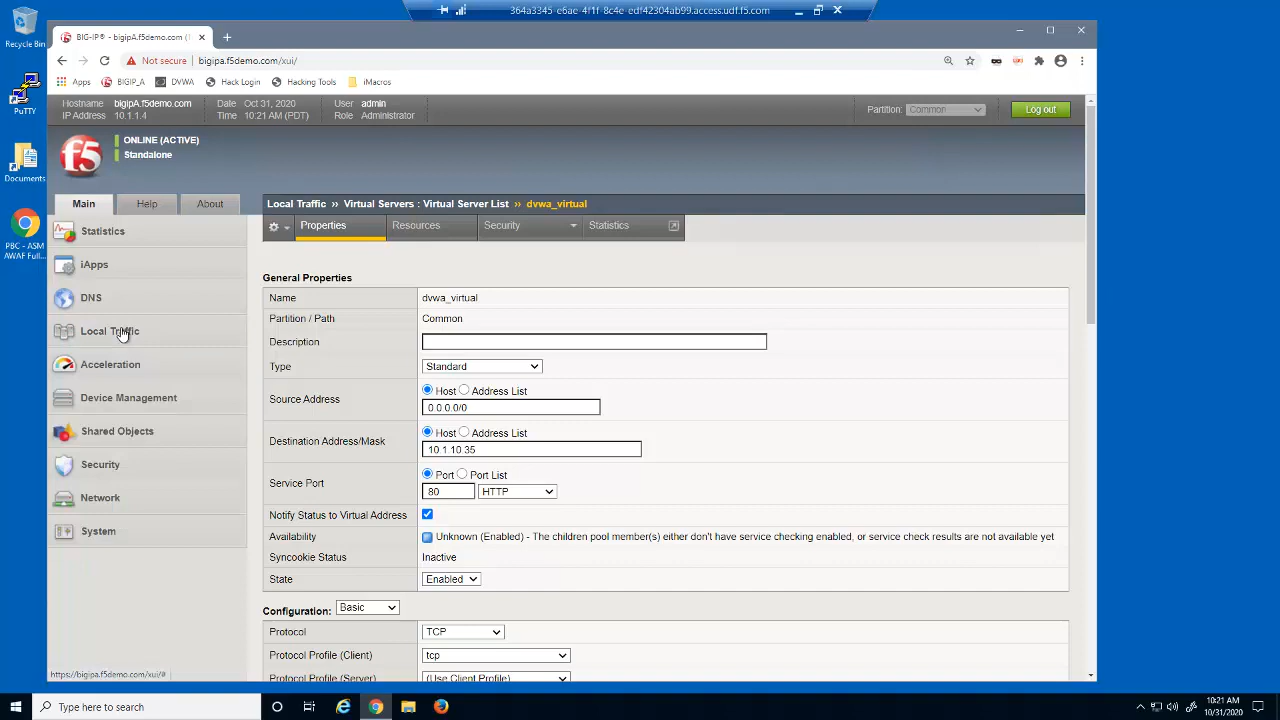 364a3345-e6ae-4f1f-8c4e-edf42304ab99.access.udf.f5.com
Recycle Bin
PuTTY
Documents
PBC - ASM
AWAF Full...
BIG-IP® - bigipA.f5demo.com (1
Not secure | bigipa.f5demo.com/xui/
Apps BIGIP_A DVWA Hack Login Hacking Tools iMacros
Hostname bigipA.f5demo.com Date Oct 31, 2020 User admin
IP Address 10.1.1.4 Time 10:21 AM (PDT) Role Administrator
Partition: Common Log out
f5
ONLINE (ACTIVE)
Standalone
Main Help About
Statistics
iApps
DNS
Local Traffic
Acceleration
Device Management
Shared Objects
Security
Network
System
Local Traffic ›› Virtual Servers : Virtual Server List ›› dvwa_virtual
Properties Resources Security Statistics
General Properties
Name dvwa_virtual
Partition / Path Common
Description
Type Standard
Host Address List
Source Address
0.0.0.0/0
Host Address List
Destination Address/Mask
10.1.10.35
Port Port List
Service Port
80 HTTP
Notify Status to Virtual Address
Availability Unknown (Enabled) - The children pool member(s) either don't have service checking enabled, or service check results are not available yet
Syncookie Status Inactive
State Enabled
Configuration: Basic
Protocol TCP
Protocol Profile (Client) tcp
Protocol Profile (Server) (Use Client Profile)
https://bigipa.f5demo.com/xui/#
Type here to search
10:21 AM
10/31/2020